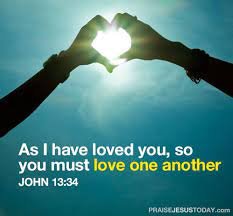 As I have loved you, so
you must love one another
JOHN 13:34
PRAISEJESUSTODAY.COM